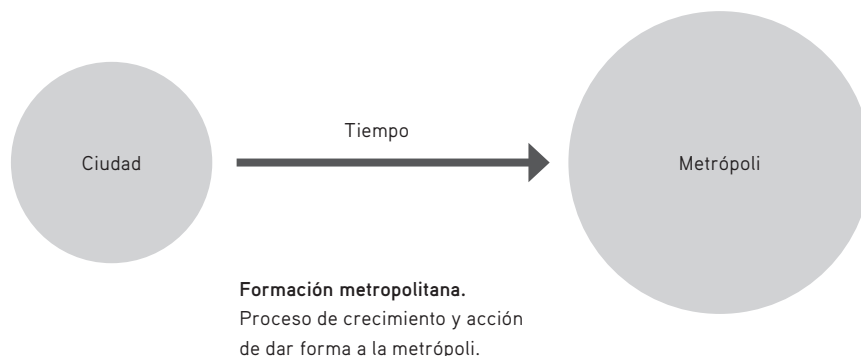 Ciudad
Tiempo
Metrópoli
Formación metropolitana.
Proceso de crecimiento y acción
de dar forma a la metrópoli.